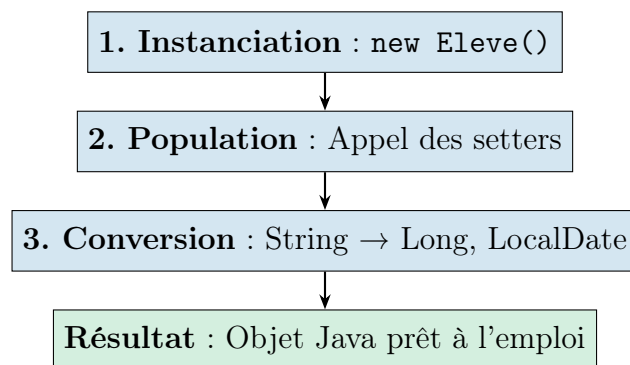 1. Instanciation : new Eleve()
2. Population : Appel des setters
3. Conversion : String → Long, LocalDate
Résultat : Objet Java prêt à l'emploi